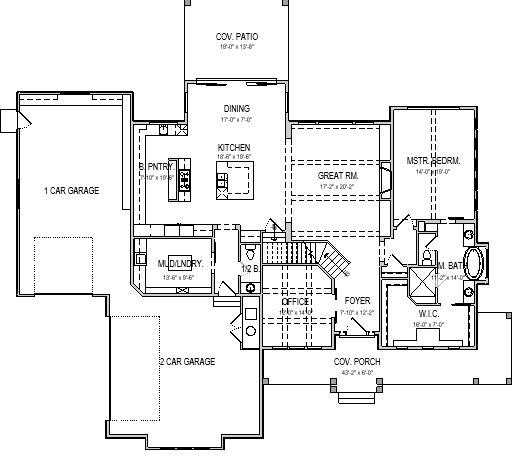 COV. PATIO
18'-0" x 13'-8"
DINING
17'-0" x 7'-0"
KITCHEN
18'-6" x 19'-6"
B. PNTRY
7'-10" x 19'-6"
GREAT RM.
17'-2" x 20'-2"
MSTR. BEDRM.
14'-0" x 19'-0"
1 CAR GARAGE
MUD/LNDRY.
13'-6" x 9'-8"
1/2 B.
M. BATH
11'-2" x 14'-0"
OFFICE
12'-0" x 14'-0"
FOYER
7'-10" x 12'-2"
W.I.C.
16'-0" x 7'-0"
2 CAR GARAGE
COV. PORCH
43'-2" x 6'-0"